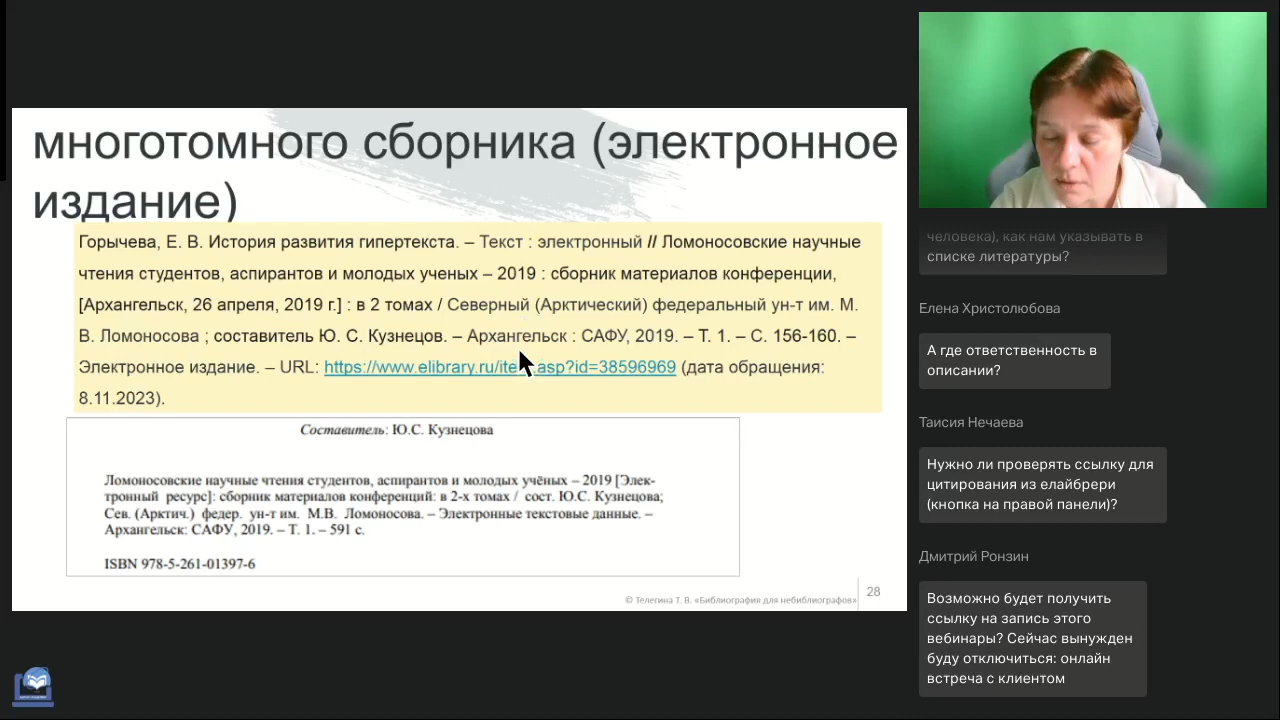 многотомного сборника (электронное
издание)
Горычева, Е. В. История развития гипертекста. – Текст : электронный // Ломоносовские научные
чтения студентов, аспирантов и молодых ученых – 2019 : сборник материалов конференции,
[Архангельск, 26 апреля, 2019 г.] : в 2 томах / Северный (Арктический) федеральный ун-т им. М.
В. Ломоносова ; составитель Ю. С. Кузнецов. – Архангельск : САФУ, 2019. – Т. 1. – С. 156-160. –
Электронное издание. – URL: https://www.elibrary.ru/item.asp?id=38596969 (дата обращения:
8.11.2023).
Составитель: Ю.С. Кузнецова
Ломоносовские научные чтения студентов, аспирантов и молодых учёных – 2019 [Элек-
тронный ресурс]: сборник материалов конференций: в 2-х томах / сост. Ю.С. Кузнецова;
Сев. (Арктич.) федер. ун-т им. М.В. Ломоносова. – Электронные текстовые данные. –
Архангельск: САФУ, 2019. – Т. 1. – 591 с.
ISBN 978-5-261-01397-6
© Телегина Т. В. «Библиография для небиблиографов»
28
человека), как нам указывать в
списке литературы?
Елена Христолюбова
А где ответственность в
описании?
Таисия Нечаева
Нужно ли проверять ссылку для
цитирования из елайбрери
(кнопка на правой панели)?
Дмитрий Ронзин
Возможно будет получить
ссылку на запись этого
вебинары? Сейчас вынужден
буду отключиться: онлайн
встреча с клиентом